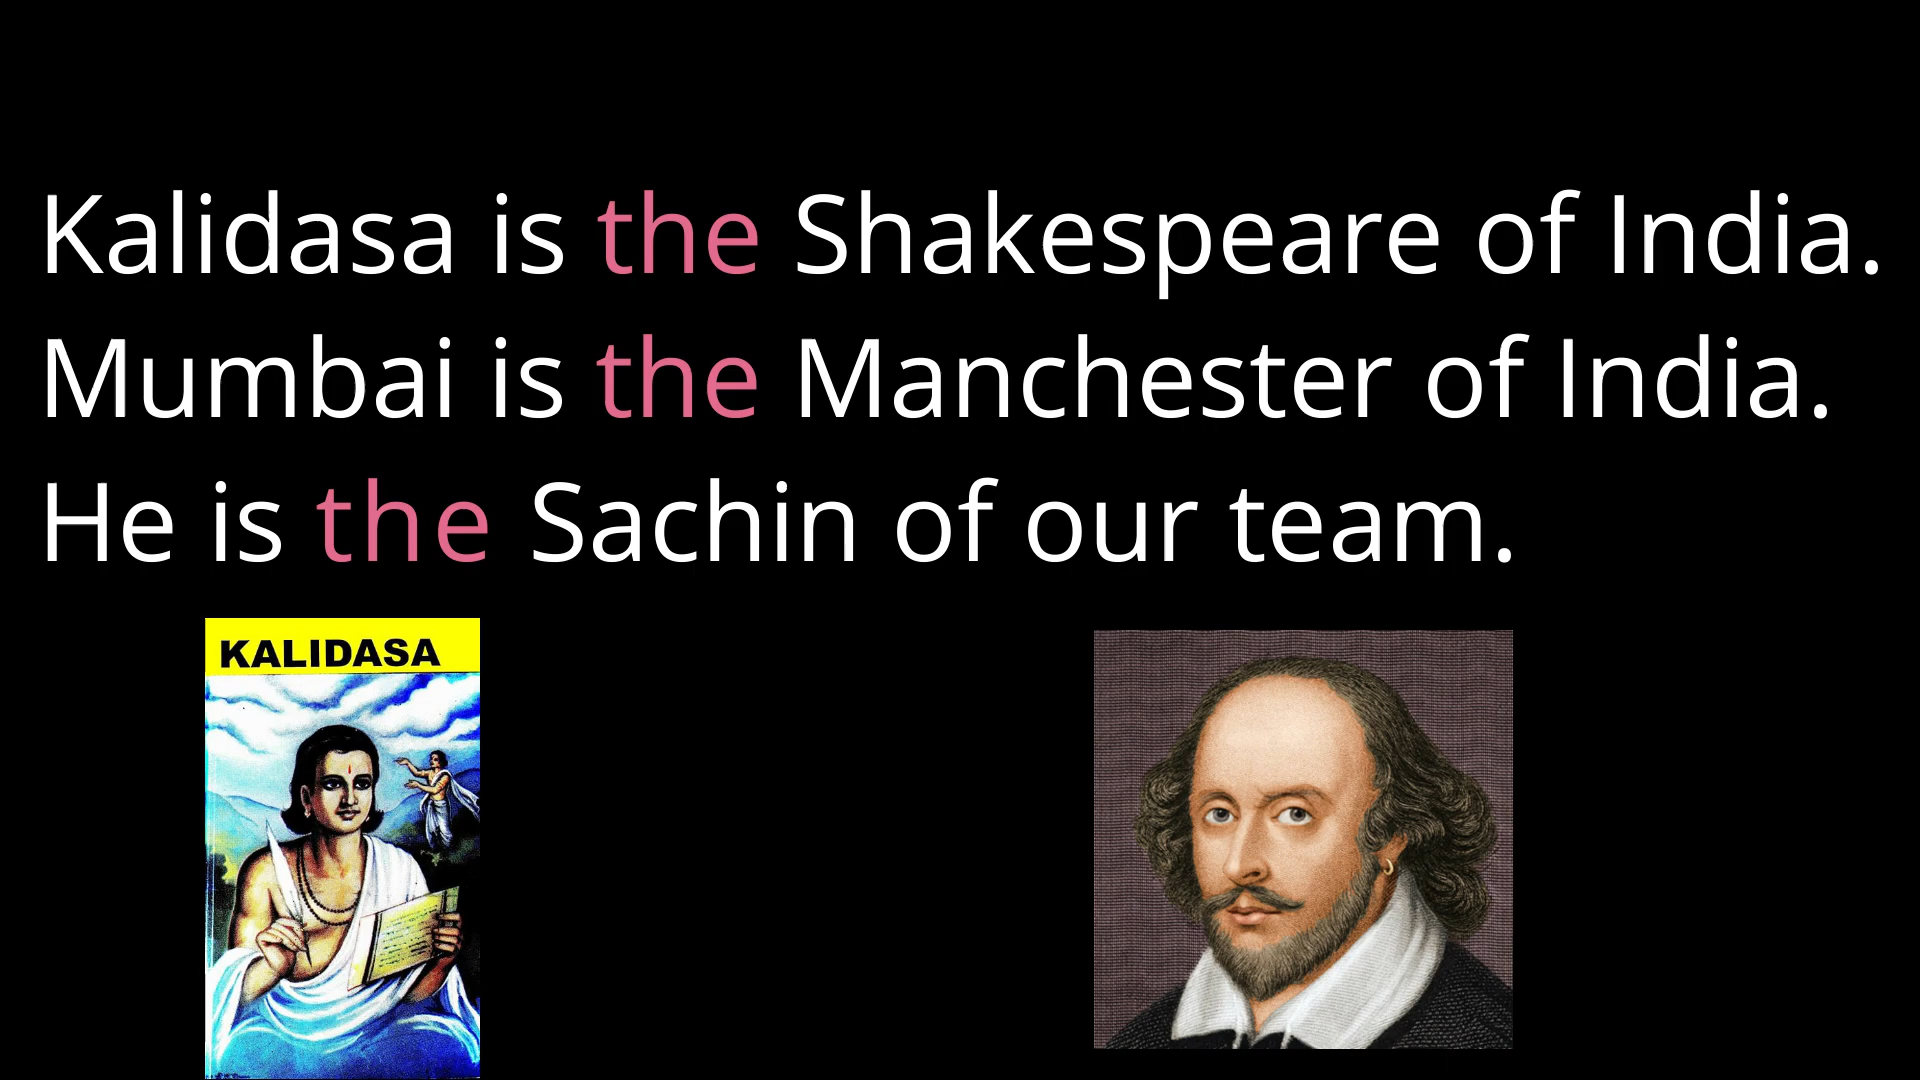 Kalidasa is the Shakespeare of India.
Mumbai is the Manchester of India.
He is the Sachin of our team.
KALIDASA